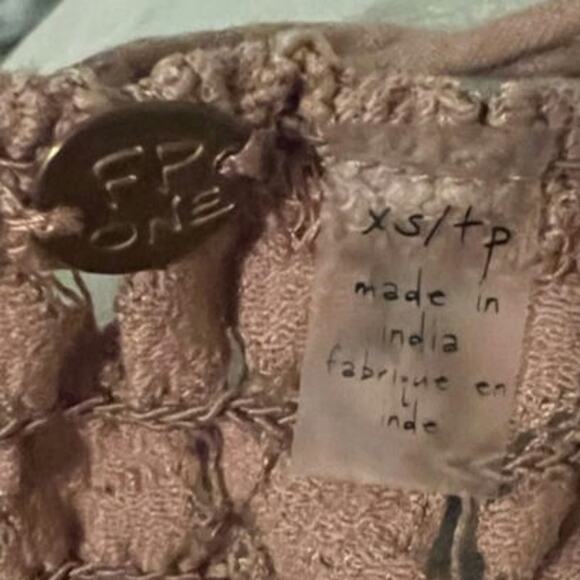 FP
ONE
xs/tp
made in
india
fabrique en
inde